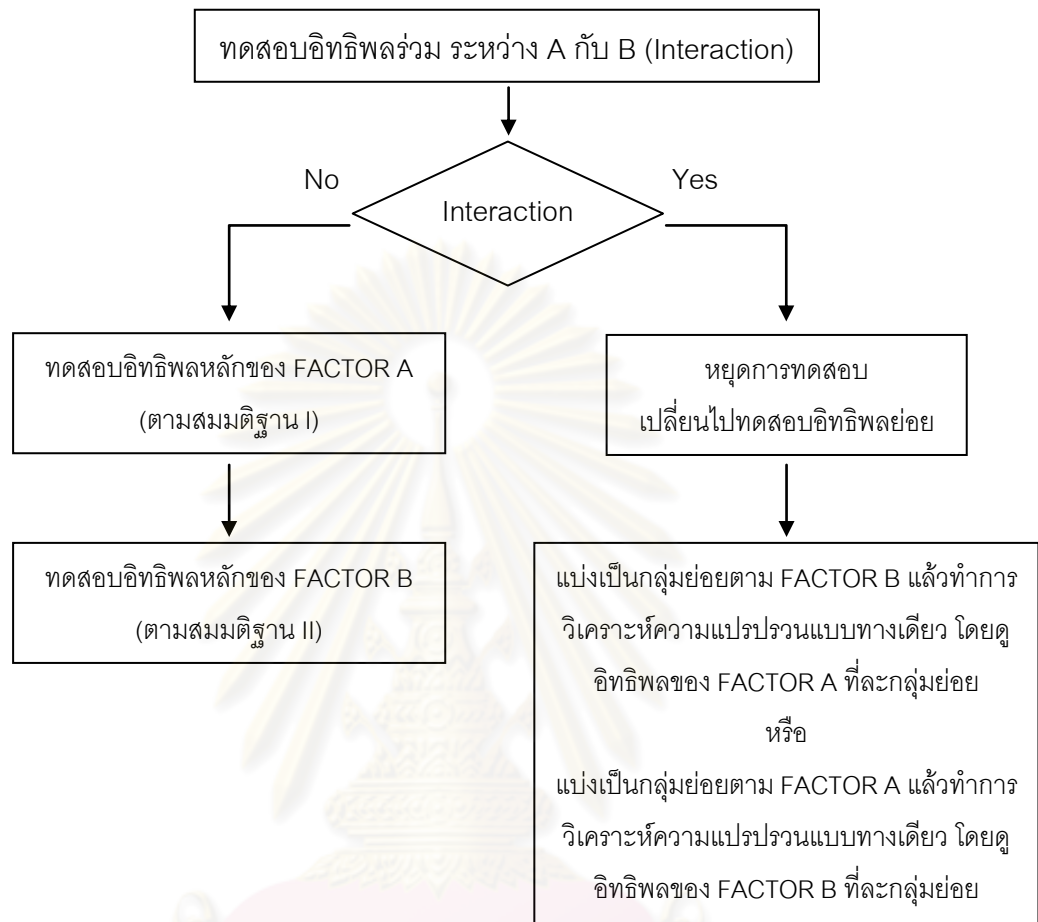 ทดสอบอิทธิพลร่วม ระหว่าง A กับ B (Interaction)
No
Yes
Interaction
ทดสอบอิทธิพลหลักของ FACTOR A
(ตามสมมติฐาน I)
หยุดการทดสอบ
เปลี่ยนไปทดสอบอิทธิพลย่อย
ทดสอบอิทธิพลหลักของ FACTOR B
(ตามสมมติฐาน II)
แบ่งเป็นกลุ่มย่อยตาม FACTOR B แล้วทำการ
วิเคราะห์ความแปรปรวนแบบทางเดียว โดยดู
อิทธิพลของ FACTOR A ที่ละกลุ่มย่อย
หรือ
แบ่งเป็นกลุ่มย่อยตาม FACTOR A แล้วทำการ
วิเคราะห์ความแปรปรวนแบบทางเดียว โดยดู
อิทธิพลของ FACTOR B ที่ละกลุ่มย่อย